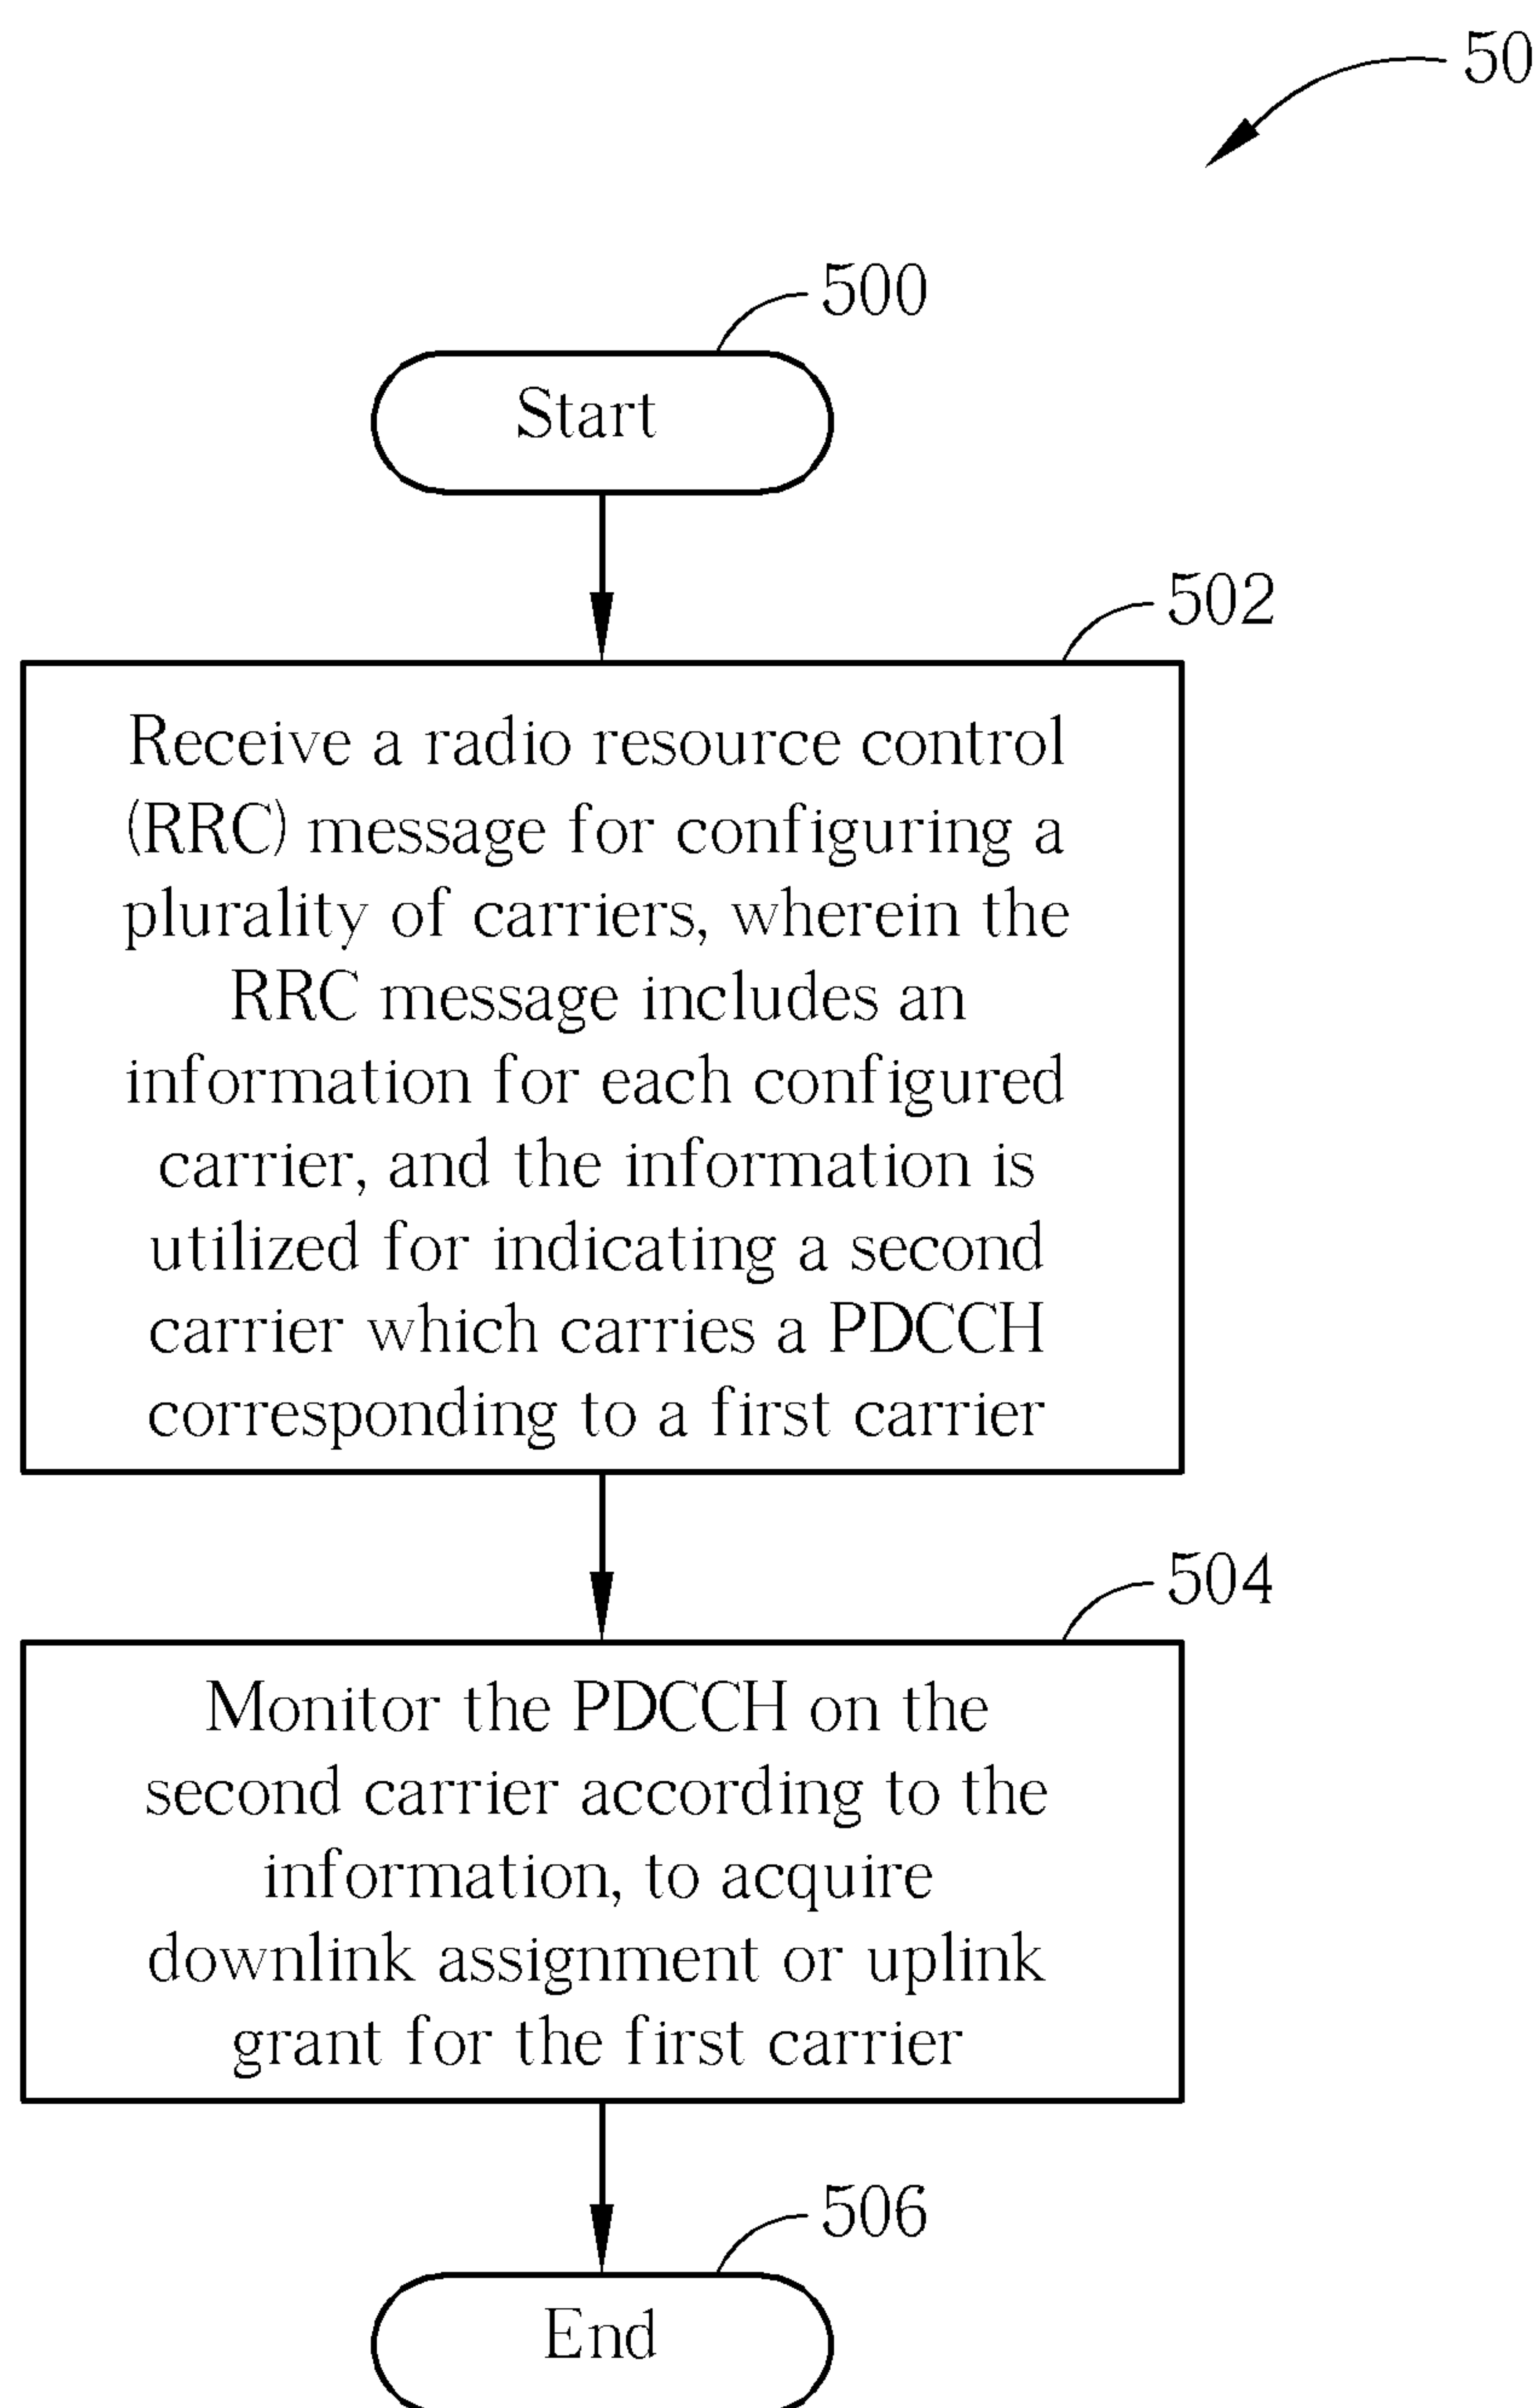 50
500
Start
502
Receive a radio resource control
(RRC) message for configuring a
plurality of carriers, wherein the
RRC message includes an
information for each configured
carrier, and the information is
utilized for indicating a second
carrier which carries a PDCCH
corresponding to a first carrier
504
Monitor the PDCCH on the
second carrier according to the
information, to acquire
downlink assignment or uplink
grant for the first carrier
506
End